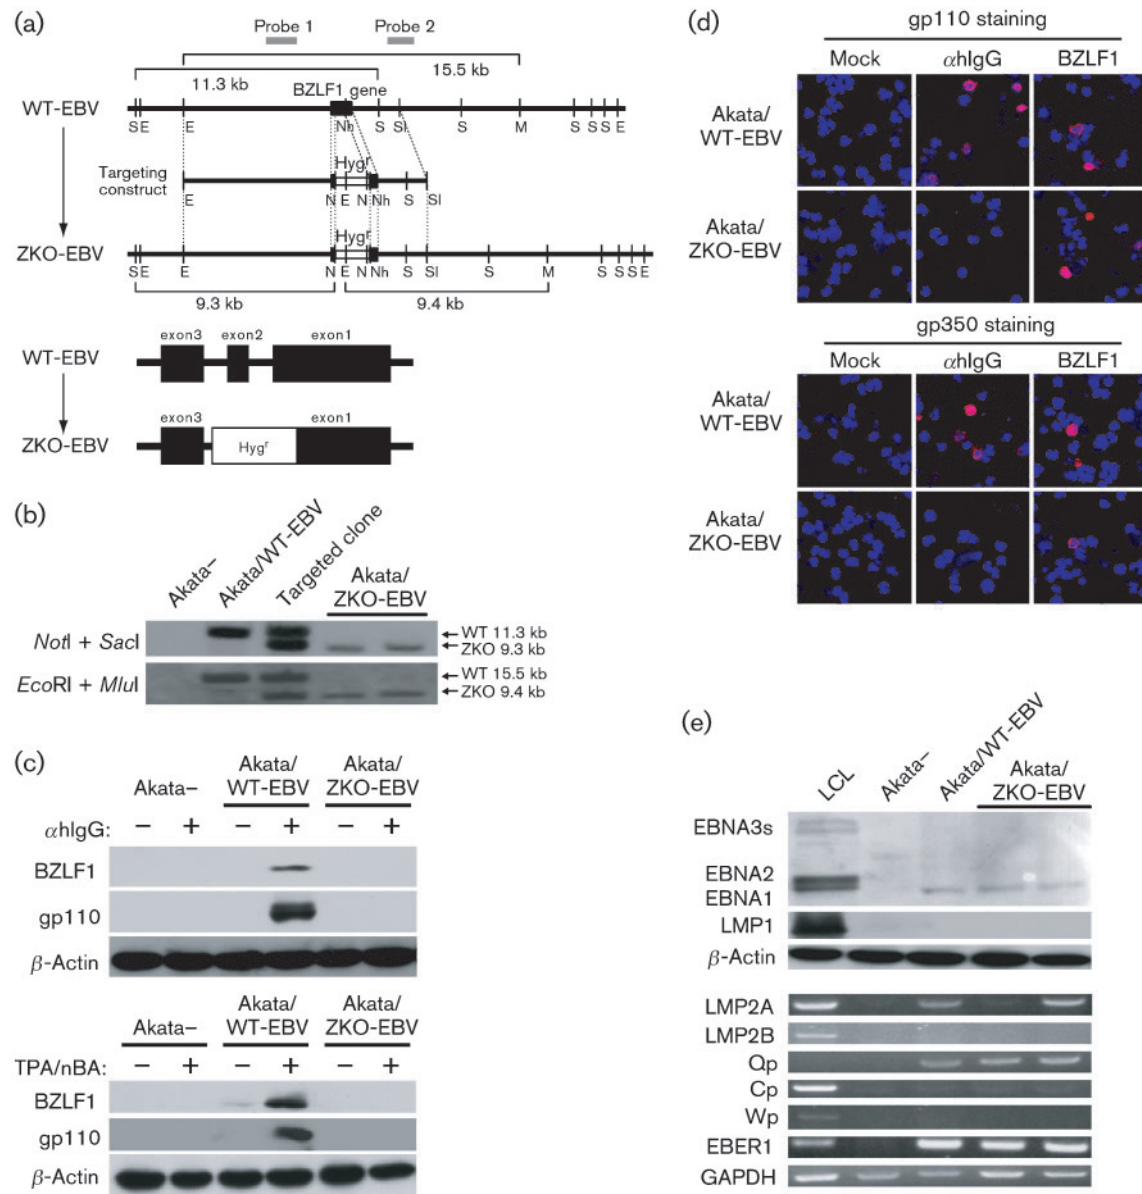 (a)
Probe 1 Probe 2
11.3 kb 15.5 kb
WT-EBV
BZLF1 gene
S E E Nh S Sl S M S S S E
Targeting construct
Hygr
E N E N Nh S Sl
ZKO-EBV
Hygr
S E E N E N Nh S Sl S M S S S E
9.3 kb 9.4 kb
exon3 exon2 exon1
WT-EBV
exon3 exon1
ZKO-EBV
Hygr
(b)
Akata– Akata/WT-EBV Targeted clone Akata/ZKO-EBV
NotI + SacI
WT 11.3 kb
ZKO 9.3 kb
EcoRI + MluI
WT 15.5 kb
ZKO 9.4 kb
(c)
Akata– Akata/WT-EBV Akata/ZKO-EBV
αhIgG: – + – + – +
BZLF1
gp110
β-Actin
Akata– Akata/WT-EBV Akata/ZKO-EBV
TPA/nBA: – + – + – +
BZLF1
gp110
β-Actin
(d)
gp110 staining
Mock αhIgG BZLF1
Akata/WT-EBV
Akata/ZKO-EBV
gp350 staining
Mock αhIgG BZLF1
Akata/WT-EBV
Akata/ZKO-EBV
(e)
LCL Akata– Akata/WT-EBV Akata/ZKO-EBV
EBNA3s
EBNA2
EBNA1
LMP1
β-Actin
LMP2A
LMP2B
Qp
Cp
Wp
EBER1
GAPDH